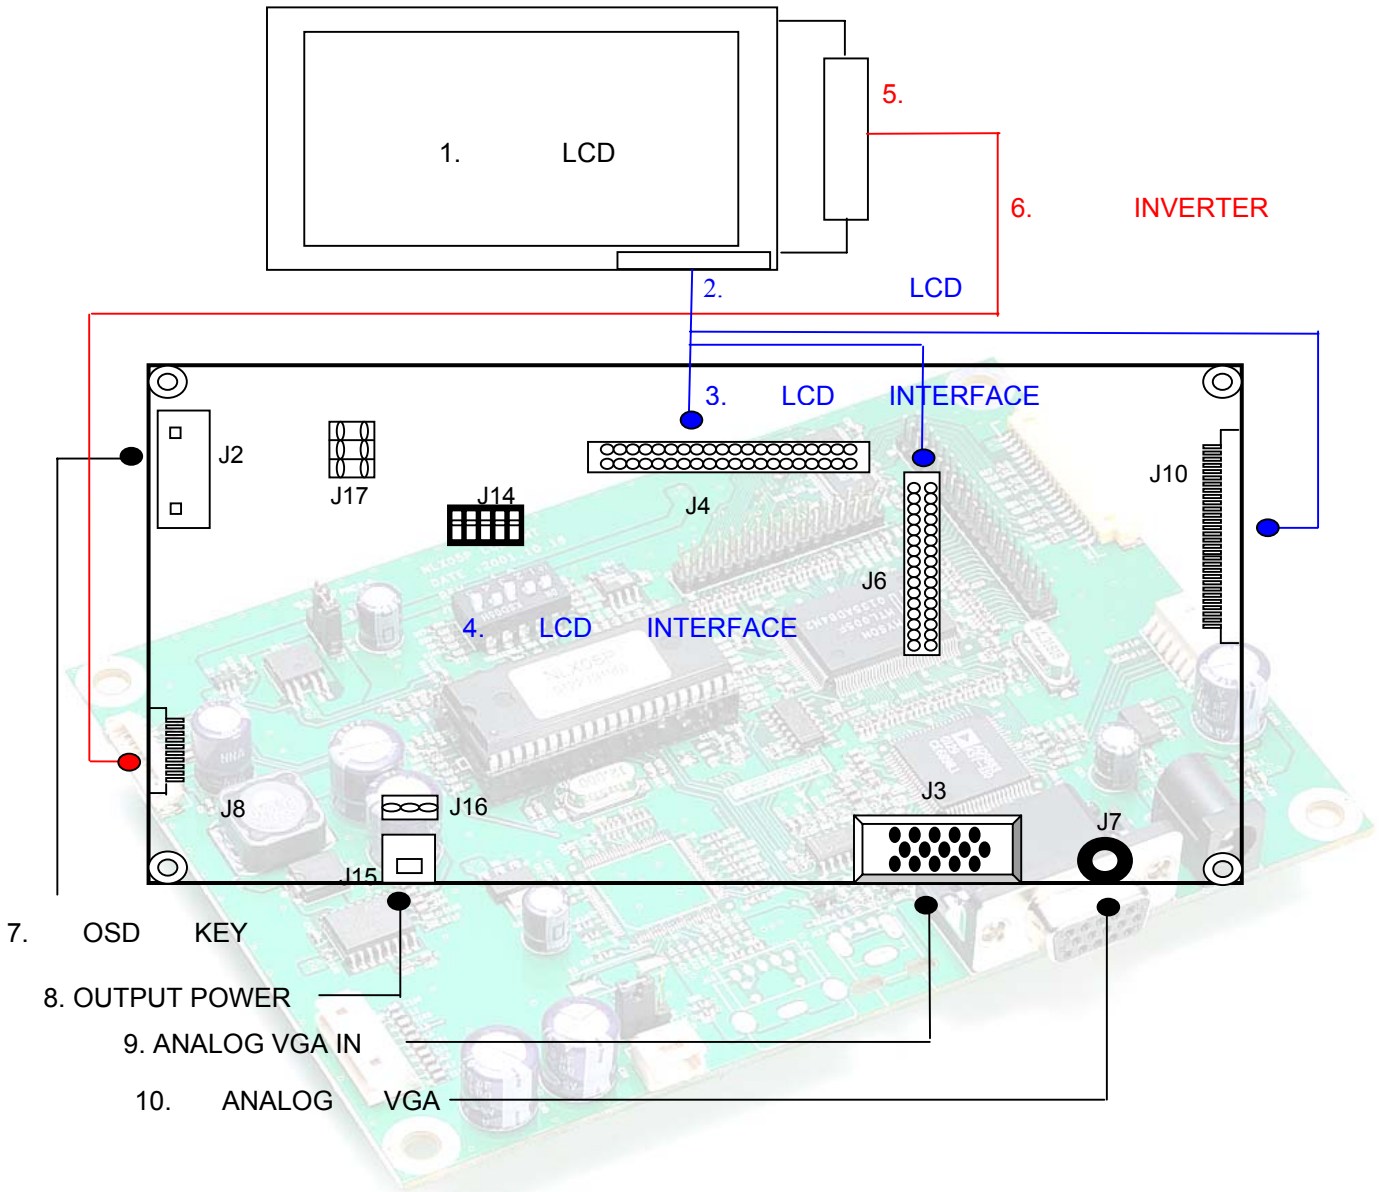 5.
1. LCD
6. INVERTER
2. LCD
3. LCD INTERFACE
J2
J17
J14
J4
J10
J6
4. LCD INTERFACE
J8
J16
J3
J7
J15
7. OSD KEY
8. OUTPUT POWER
9. ANALOG VGA IN
10. ANALOG VGA